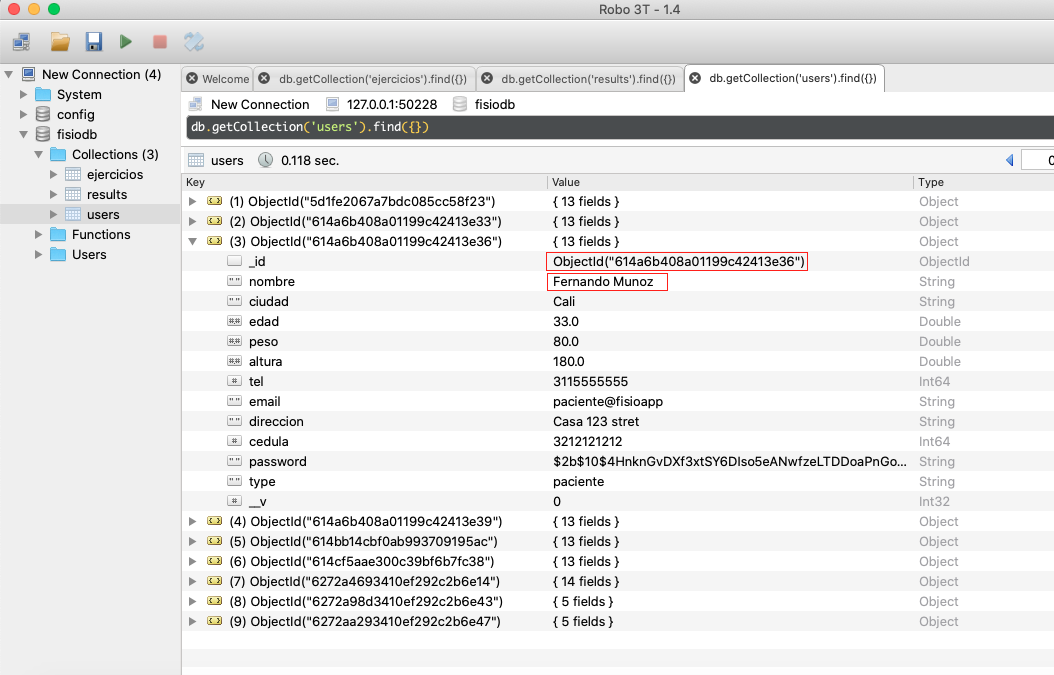 Robo 3T - 1.4
New Connection (4)
System
config
fisiodb
Collections (3)
ejercicios
results
users
Functions
Users
Welcome
db.getCollection('ejercicios').find({})
db.getCollection('results').find({})
db.getCollection('users').find({})
New Connection 127.0.0.1:50228 fisiodb
db.getCollection('users').find({})
users 0.118 sec. 0
Key Value Type
(1) ObjectId("5d1fe2067a7bdc085cc58f23") { 13 fields } Object
(2) ObjectId("614a6b408a01199c42413e33") { 13 fields } Object
(3) ObjectId("614a6b408a01199c42413e36") { 13 fields } Object
_id ObjectId("614a6b408a01199c42413e36") ObjectId
nombre Fernando Munoz String
ciudad Cali String
edad 33.0 Double
peso 80.0 Double
altura 180.0 Double
tel 3115555555 Int64
email paciente@fisioapp String
direccion Casa 123 stret String
cedula 3212121212 Int64
password $2b$10$4HnknGvDXf3xtSY6DIso5eANwfzeLTDDoaPnGo... String
type paciente String
__v 0 Int32
(4) ObjectId("614a6b408a01199c42413e39") { 13 fields } Object
(5) ObjectId("614bb14cbf0ab993709195ac") { 13 fields } Object
(6) ObjectId("614cf5aae300c39bf6b7fc38") { 13 fields } Object
(7) ObjectId("6272a4693410ef292c2b6e14") { 14 fields } Object
(8) ObjectId("6272a98d3410ef292c2b6e43") { 5 fields } Object
(9) ObjectId("6272aa293410ef292c2b6e47") { 5 fields } Object